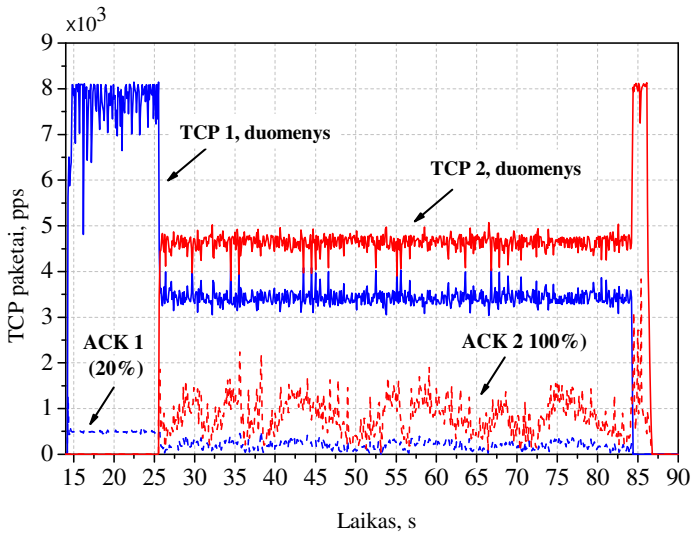 ×10³
9
8
7
6
5
4
3
2
1
0
TCP paketai, pps
TCP 1, duomenys
TCP 2, duomenys
ACK 1
(20%)
ACK 2 100%)
15 20 25 30 35 40 45 50 55 60 65 70 75 80 85 90
Laikas, s